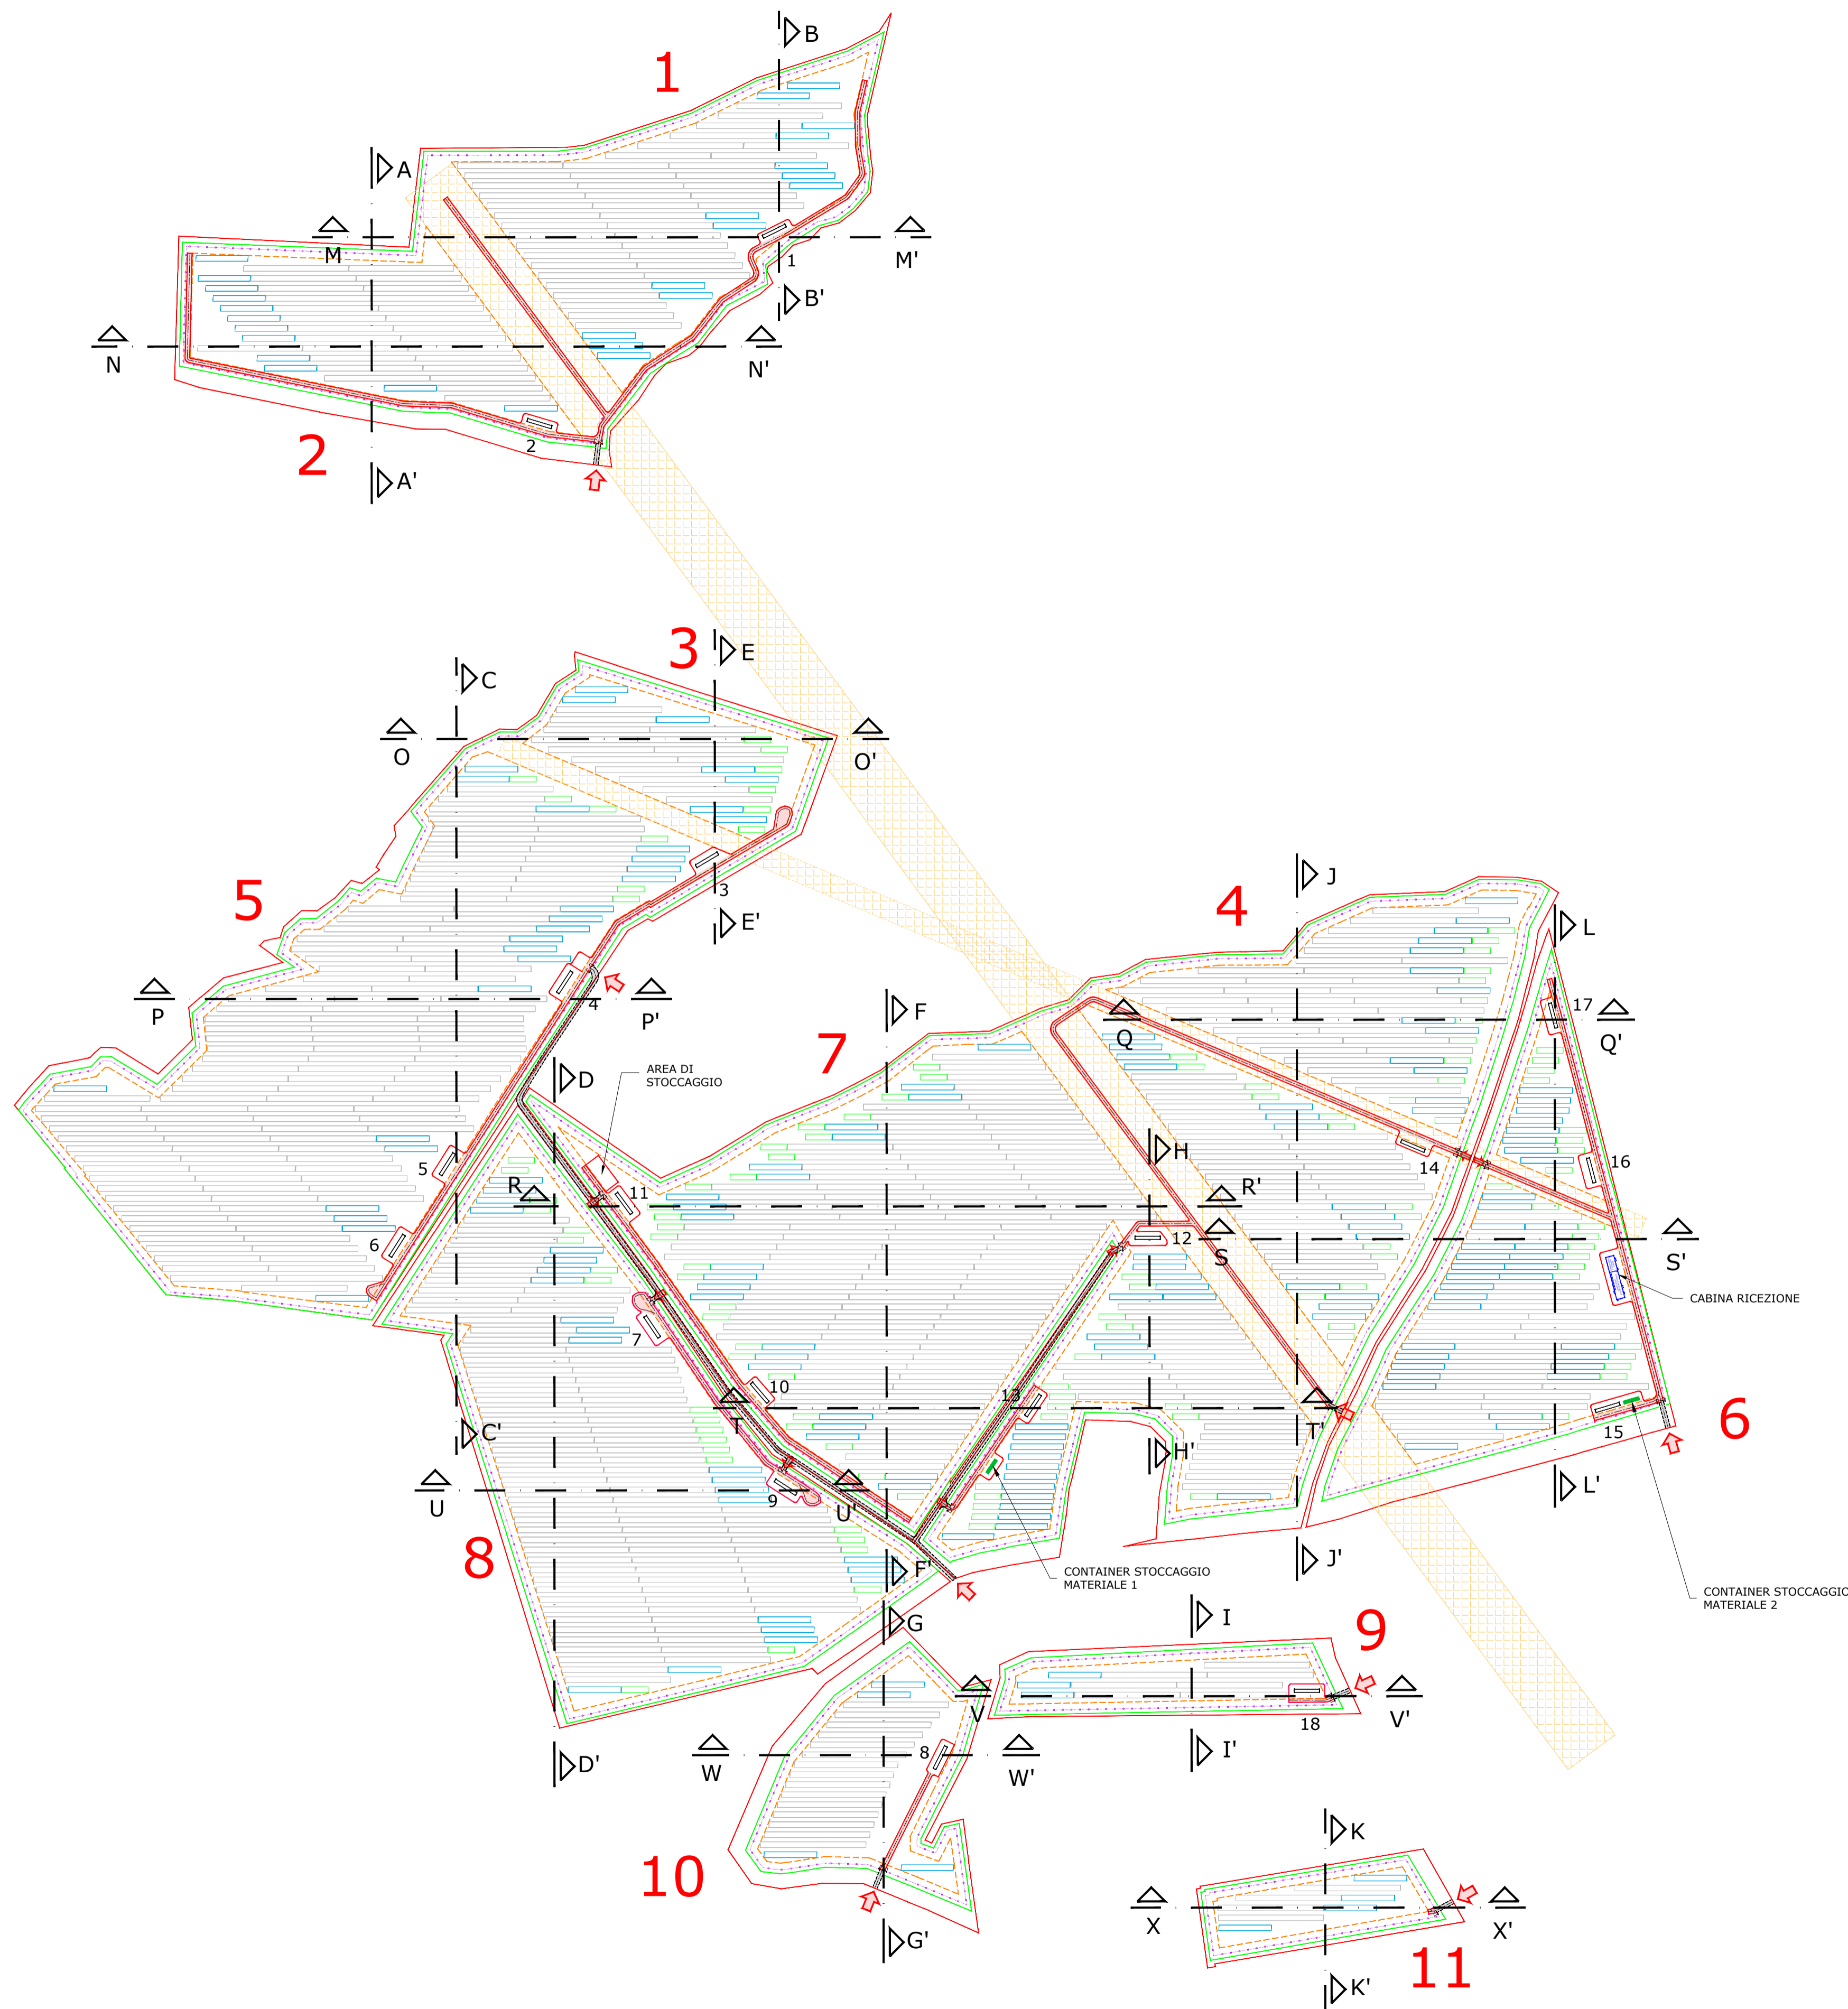 B
1
A
M
M'
1
B'
N
N'
2
2
A'
3
E
C
O
O'
5
3
E'
4
J
L
P
4
P'
F
17
7
Q
Q'
D
AREA DI
STOCCAGGIO
H
14
16
5
R
11
R'
6
12
S
S'
CABINA RICEZIONE
7
10
13
T
T'
6
C'
15
H'
U
9
U'
L'
8
F'
J'
CONTAINER STOCCAGGIO
MATERIALE 1
CONTAINER STOCCAGGIO
MATERIALE 2
G
I
9
V
V'
18
8
W
W'
I'
D'
K
10
X
X'
G'
11
K'